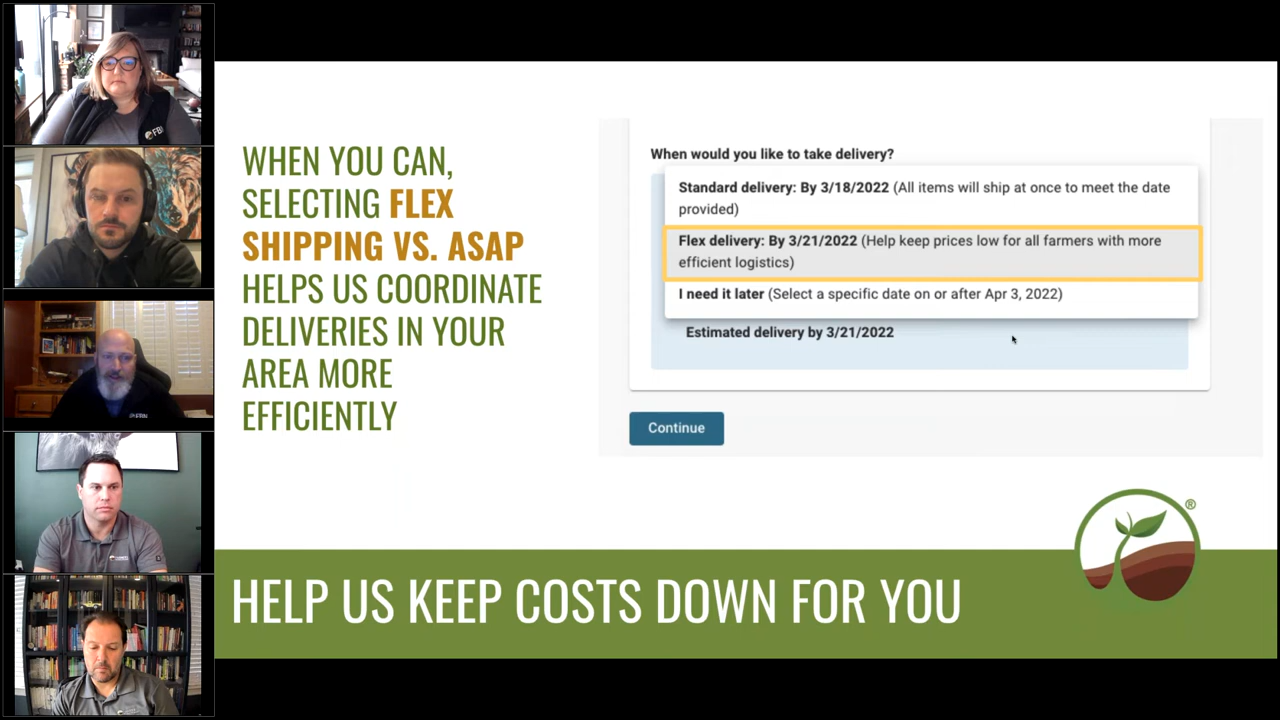 WHEN YOU CAN,
SELECTING FLEX
SHIPPING VS. ASAP
HELPS US COORDINATE
DELIVERIES IN YOUR
AREA MORE
EFFICIENTLY
When would you like to take delivery?
Standard delivery: By 3/18/2022 (All items will ship at once to meet the date
provided)
Flex delivery: By 3/21/2022 (Help keep prices low for all farmers with more
efficient logistics)
I need it later (Select a specific date on or after Apr 3, 2022)
Estimated delivery by 3/21/2022
Continue
®
HELP US KEEP COSTS DOWN FOR YOU